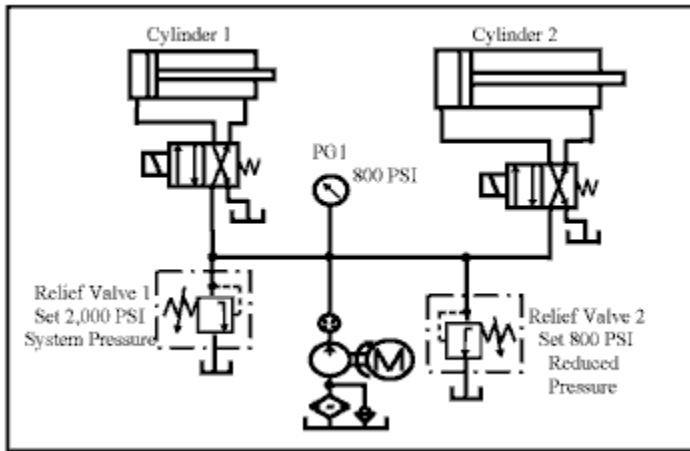 Cylinder 1
Cylinder 2
PG1
800 PSI
Relief Valve 1
Set 2,000 PSI
System Pressure
M
Relief Valve 2
Set 800 PSI
Reduced
Pressure